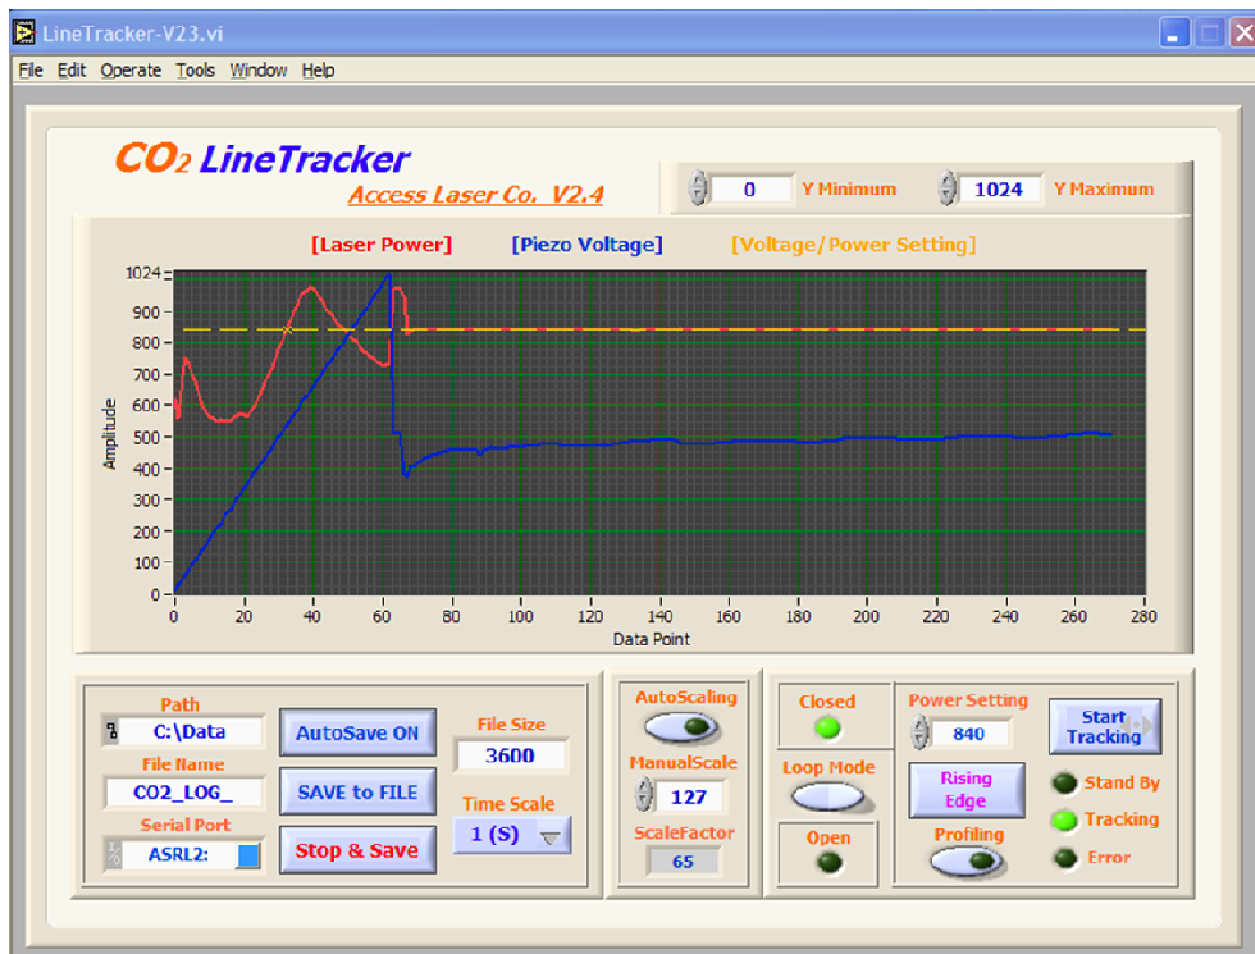 LineTracker-V23.vi
File Edit Operate Tools Window Help
CO2 LineTracker
Access Laser Co. V2.4
0 Y Minimum 1024 Y Maximum
[Laser Power] [Piezo Voltage] [Voltage/Power Setting]
1024
900
800
700
600
500
400
300
200
100
0
Amplitude
0 20 40 60 80 100 120 140 160 180 200 220 240 260 280
Data Point
Path
C:\Data
File Name
CO2_LOG_
Serial Port
ASRL2:
AutoSave ON
SAVE to FILE
Stop & Save
File Size
3600
Time Scale
1 (S)
AutoScaling
ManualScale
127
ScaleFactor
65
Closed
Loop Mode
Open
Power Setting
840
Rising
Edge
Profiling
Start
Tracking
Stand By
Tracking
Error